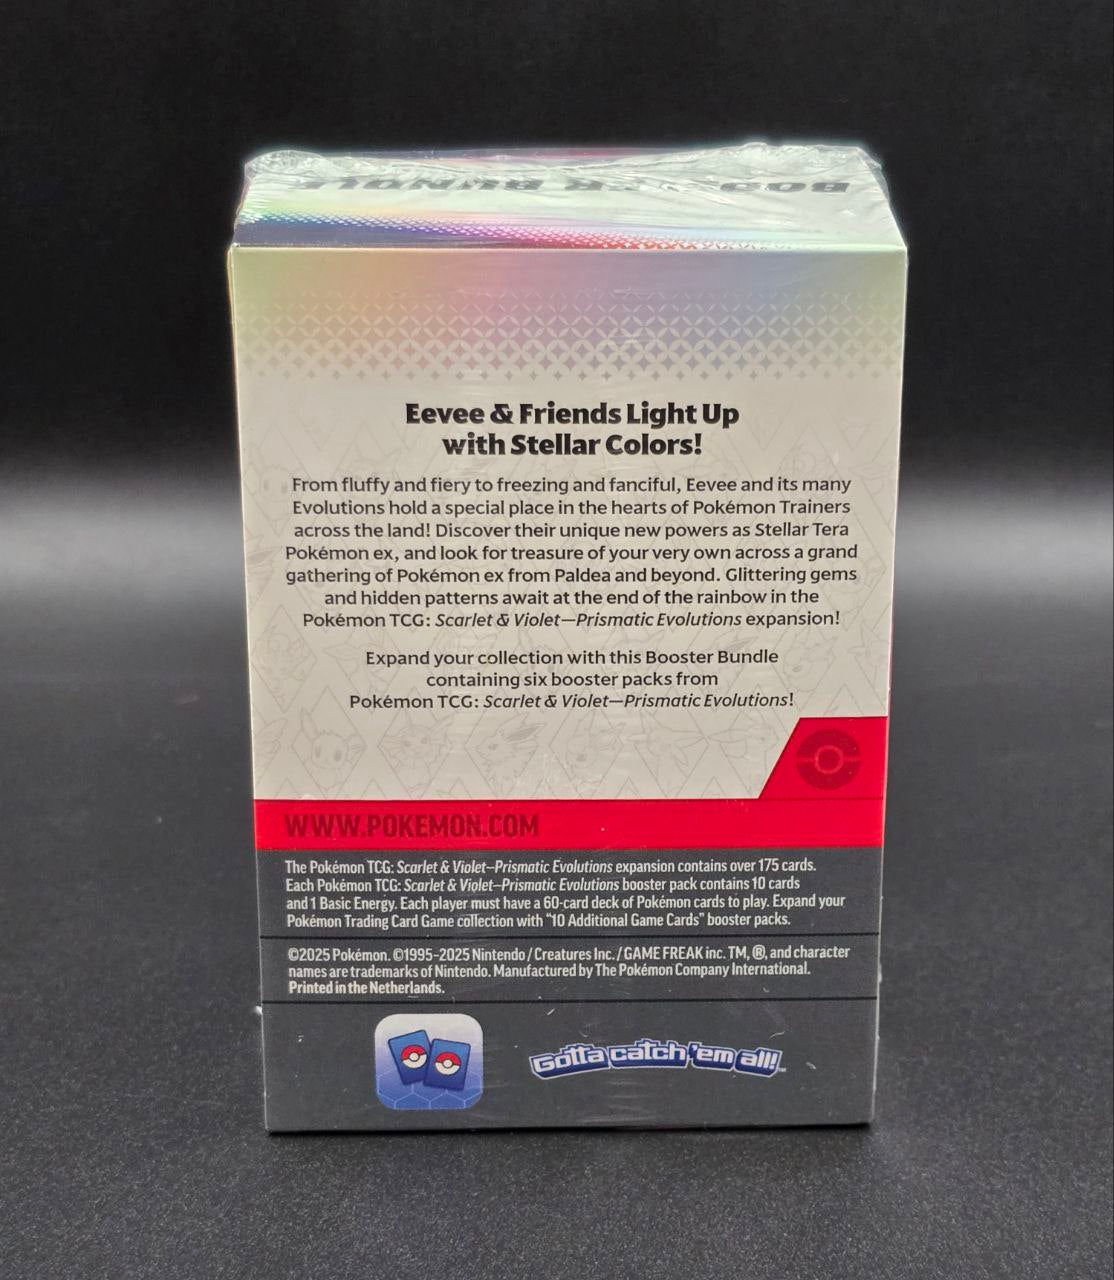 BOOSTER BUNDLE
Eevee & Friends Light Up
with Stellar Colors!
From fluffy and fiery to freezing and fanciful, Eevee and its many
Evolutions hold a special place in the hearts of Pokémon Trainers
across the land! Discover their unique new powers as Stellar Tera
Pokémon ex, and look for treasure of your very own across a grand
gathering of Pokémon ex from Paldea and beyond. Glittering gems
and hidden patterns await at the end of the rainbow in the
Pokémon TCG: Scarlet & Violet—Prismatic Evolutions expansion!
Expand your collection with this Booster Bundle
containing six booster packs from
Pokémon TCG: Scarlet & Violet—Prismatic Evolutions!
WWW.POKEMON.COM
The Pokémon TCG: Scarlet & Violet—Prismatic Evolutions expansion contains over 175 cards.
Each Pokémon TCG: Scarlet & Violet—Prismatic Evolutions booster pack contains 10 cards
and 1 Basic Energy. Each player must have a 60-card deck of Pokémon cards to play. Expand your
Pokémon Trading Card Game collection with "10 Additional Game Cards" booster packs.
©2025 Pokémon. ©1995–2025 Nintendo / Creatures Inc. / GAME FREAK inc. TM, ®, and character
names are trademarks of Nintendo. Manufactured by The Pokémon Company International.
Printed in the Netherlands.
Gotta catch 'em all!™